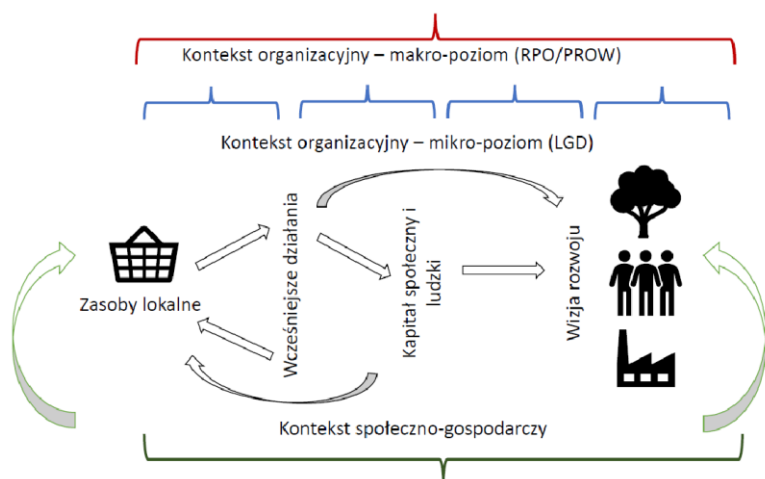 Kontekst organizacyjny – makro-poziom (RPO/PROW)
Kontekst organizacyjny – mikro-poziom (LGD)
Zasoby lokalne
Wcześniejsze działania
Kapitał społeczny i
ludzki
Wizja rozwoju
Kontekst społeczno-gospodarczy